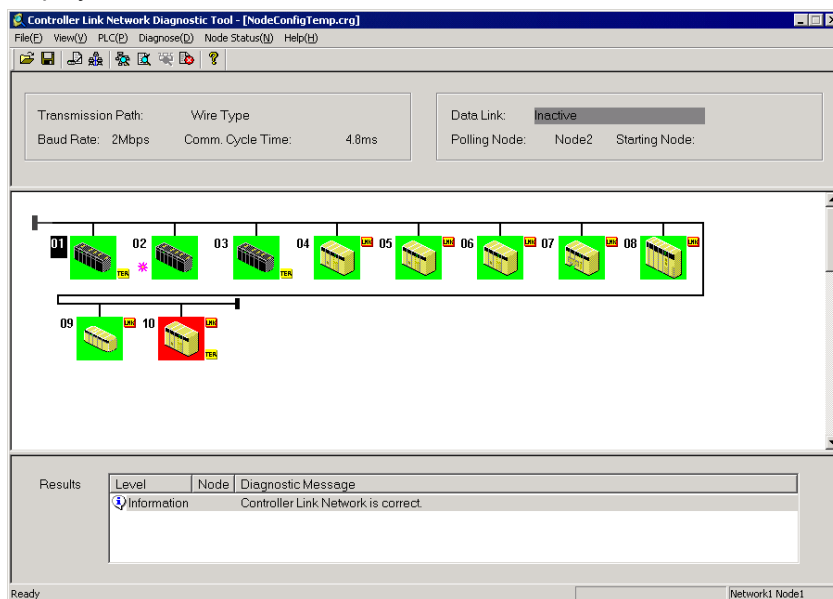 Controller Link Network Diagnostic Tool - [NodeConfigTemp.crg]
File(F) View(V) PLC(P) Diagnose(D) Node Status(N) Help(H)
Transmission Path: Wire Type
Baud Rate: 2Mbps Comm. Cycle Time: 4.8ms
Data Link: Inactive
Polling Node: Node2 Starting Node:
01 TER 02 03 TER 04 LNK 05 LNK 06 LNK 07 LNK 08 LNK
09 LNK 10 LNK TER
Results
Level Node Diagnostic Message
Information Controller Link Network is correct.
Ready Network1 Node1